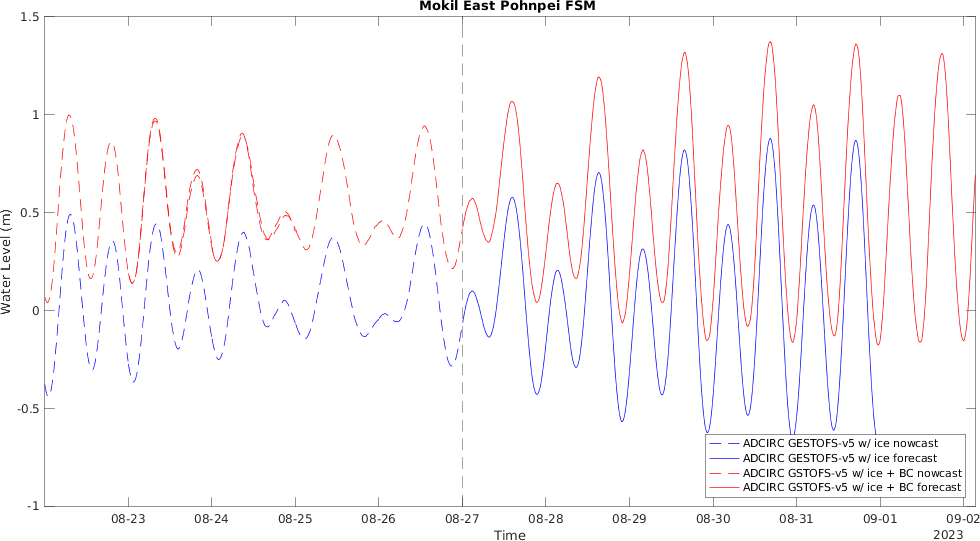 Mokil East Pohnpei FSM
1.5
1
0.5
0
-0.5
-1
Water Level (m)
08-23 08-24 08-25 08-26 08-27 08-28 08-29 08-30 08-31 09-01 09-02
Time
2023
ADCIRC GESTOFS-v5 w/ ice nowcast
ADCIRC GESTOFS-v5 w/ ice forecast
ADCIRC GSTOFS-v5 w/ ice + BC nowcast
ADCIRC GSTOFS-v5 w/ ice + BC forecast